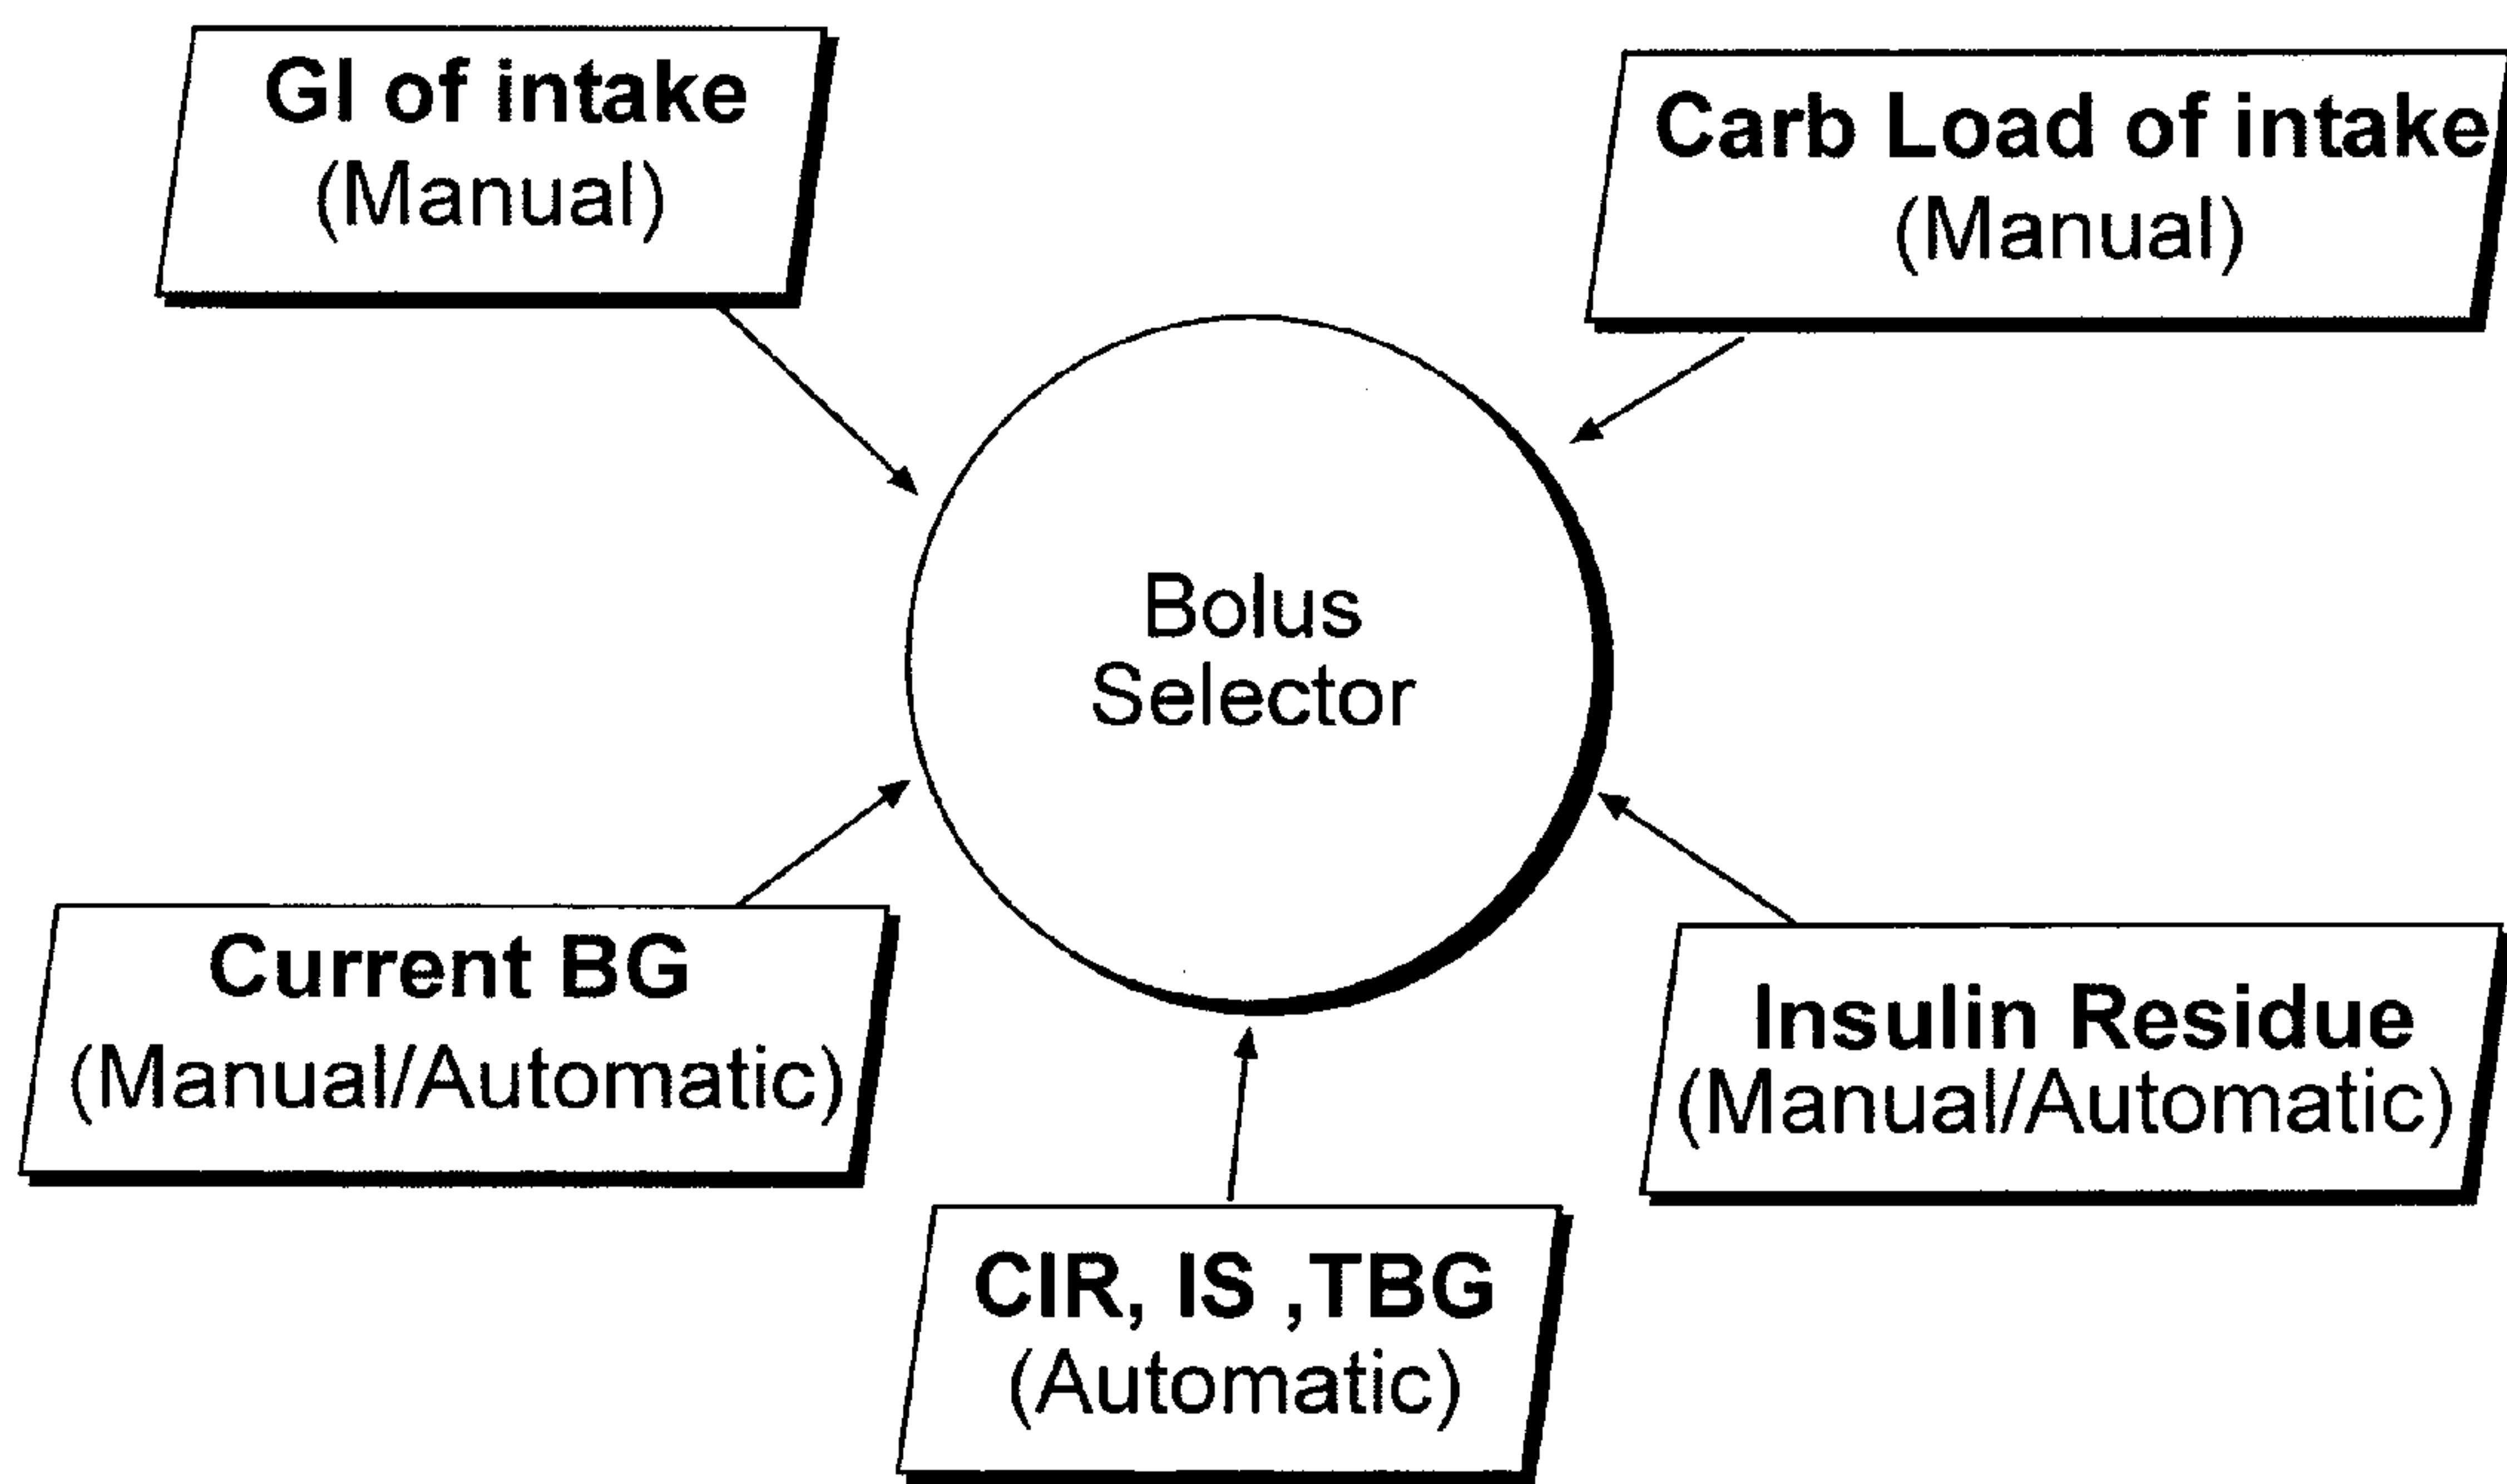 GI of intake
(Manual)
Carb Load of intake
(Manual)
Bolus
Selector
Current BG
(Manual/Automatic)
Insulin Residue
(Manual/Automatic)
CIR, IS ,TBG
(Automatic)